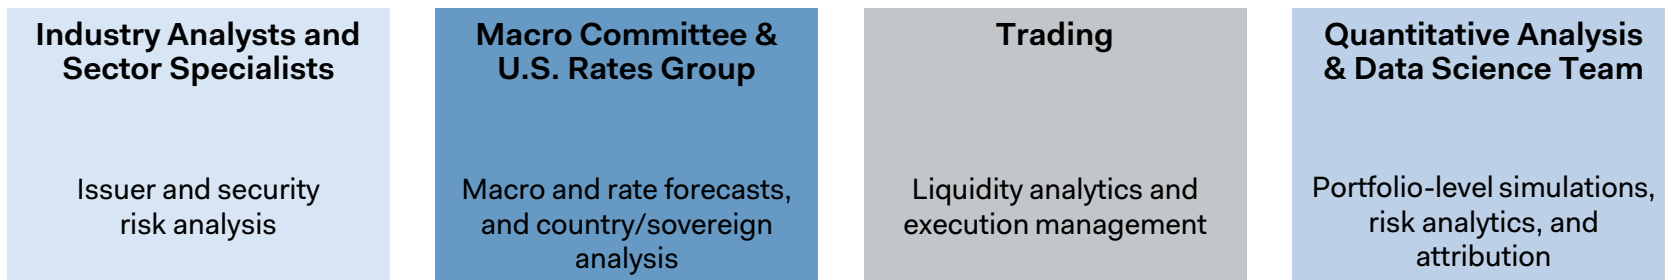 Industry Analysts and
Sector Specialists
Issuer and security
risk analysis
Macro Committee &
U.S. Rates Group
Macro and rate forecasts,
and country/sovereign
analysis
Trading
Liquidity analytics and
execution management
Quantitative Analysis
& Data Science Team
Portfolio-level simulations,
risk analytics, and
attribution